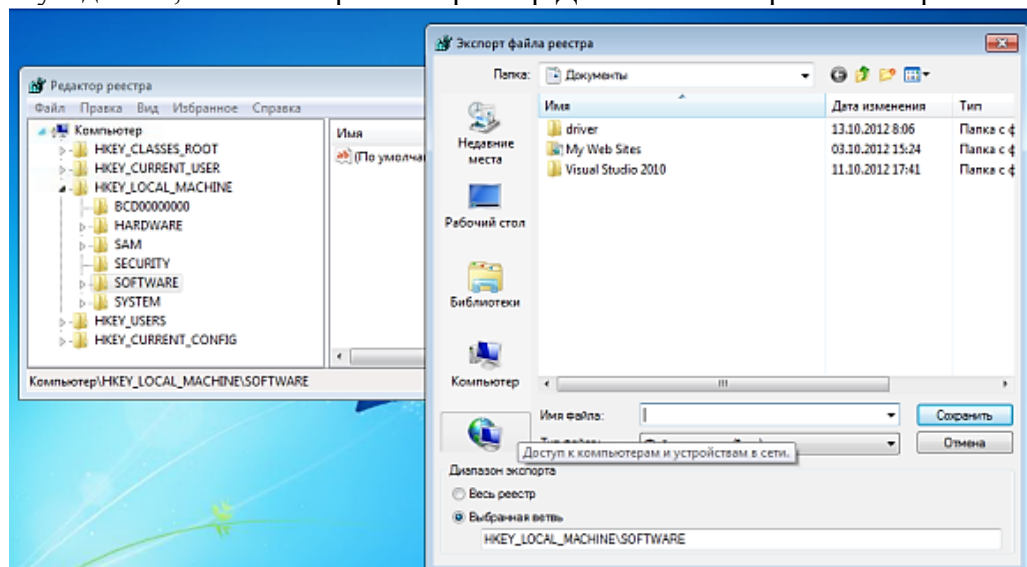 Экспорт файла реестра
Папка:
Документы
Имя
Дата изменения
Тип
driver
13.10.2012 8:06
Папка с ф
My Web Sites
03.10.2012 15:24
Папка с ф
Visual Studio 2010
11.10.2012 17:41
Папка с ф
Недавние
места
Рабочий стол
Библиотеки
Компьютер
Имя файла:
Сохранить
Отмена
Доступ к компьютерам и устройствам в сети.
Диапазон экспорта
Весь реестр
Выбранная ветвь
HKEY_LOCAL_MACHINE\SOFTWARE
Редактор реестра
Файл Правка Вид Избранное Справка
Компьютер
HKEY_CLASSES_ROOT
HKEY_CURRENT_USER
HKEY_LOCAL_MACHINE
BCD00000000
HARDWARE
SAM
SECURITY
SOFTWARE
SYSTEM
HKEY_USERS
HKEY_CURRENT_CONFIG
Имя
(По умолча
Компьютер\HKEY_LOCAL_MACHINE\SOFTWARE